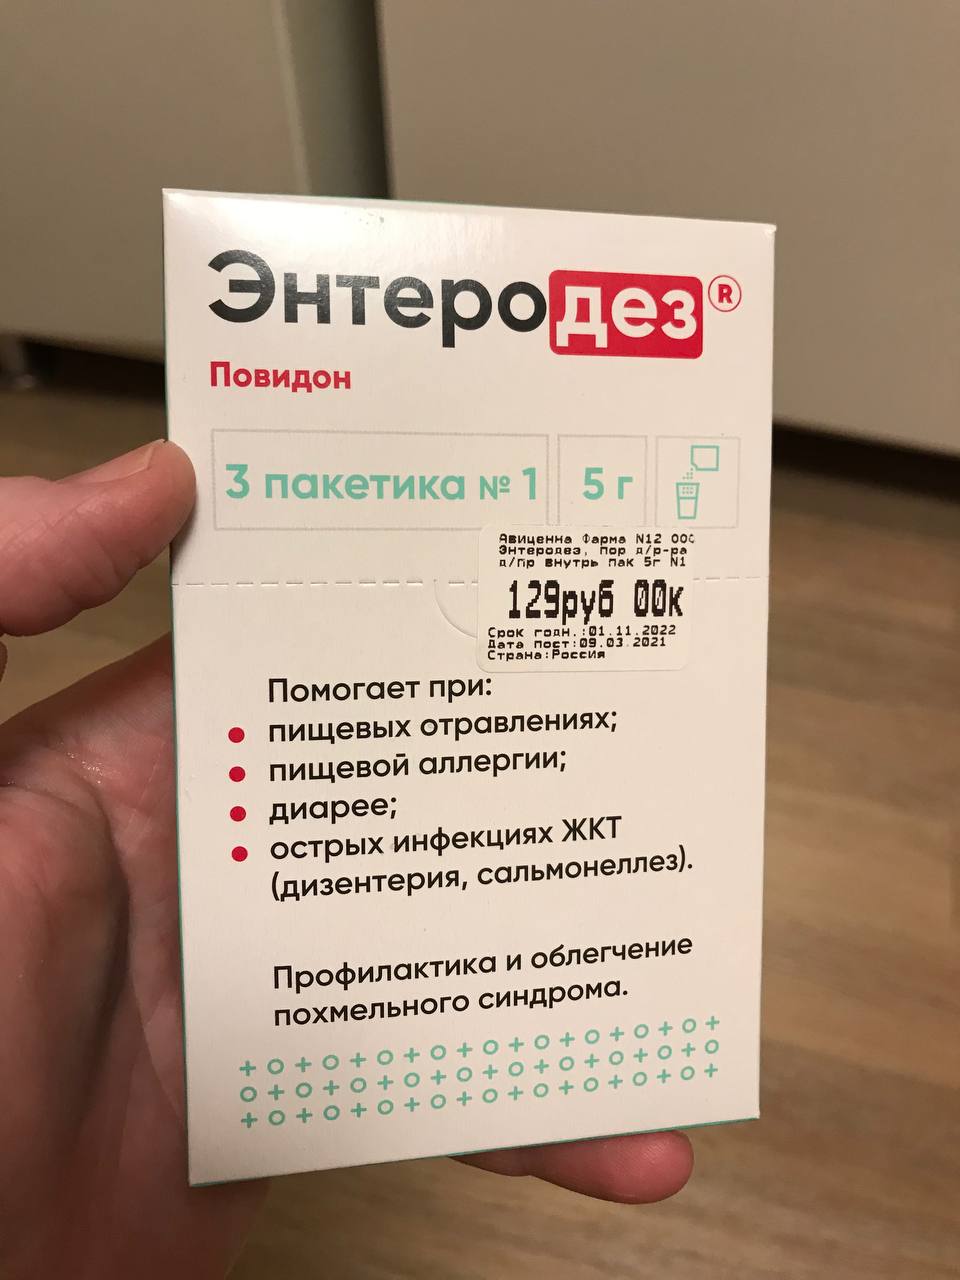 Энтеродез®
Повидон
3 пакетика № 1
5 г
Авиценна Фарма N12 ООО
Энтеродез, пор д/р-ра
д/пр внутрь пак 5г N1
129руб 00к
Срок годн.:01.11.2022
Дата пост:09.03.2021
Страна:Россия
Помогает при:
пищевых отравлениях;
пищевой аллергии;
диарее;
острых инфекциях ЖКТ
(дизентерия, сальмонеллез).
Профилактика и облегчение
похмельного синдрома.